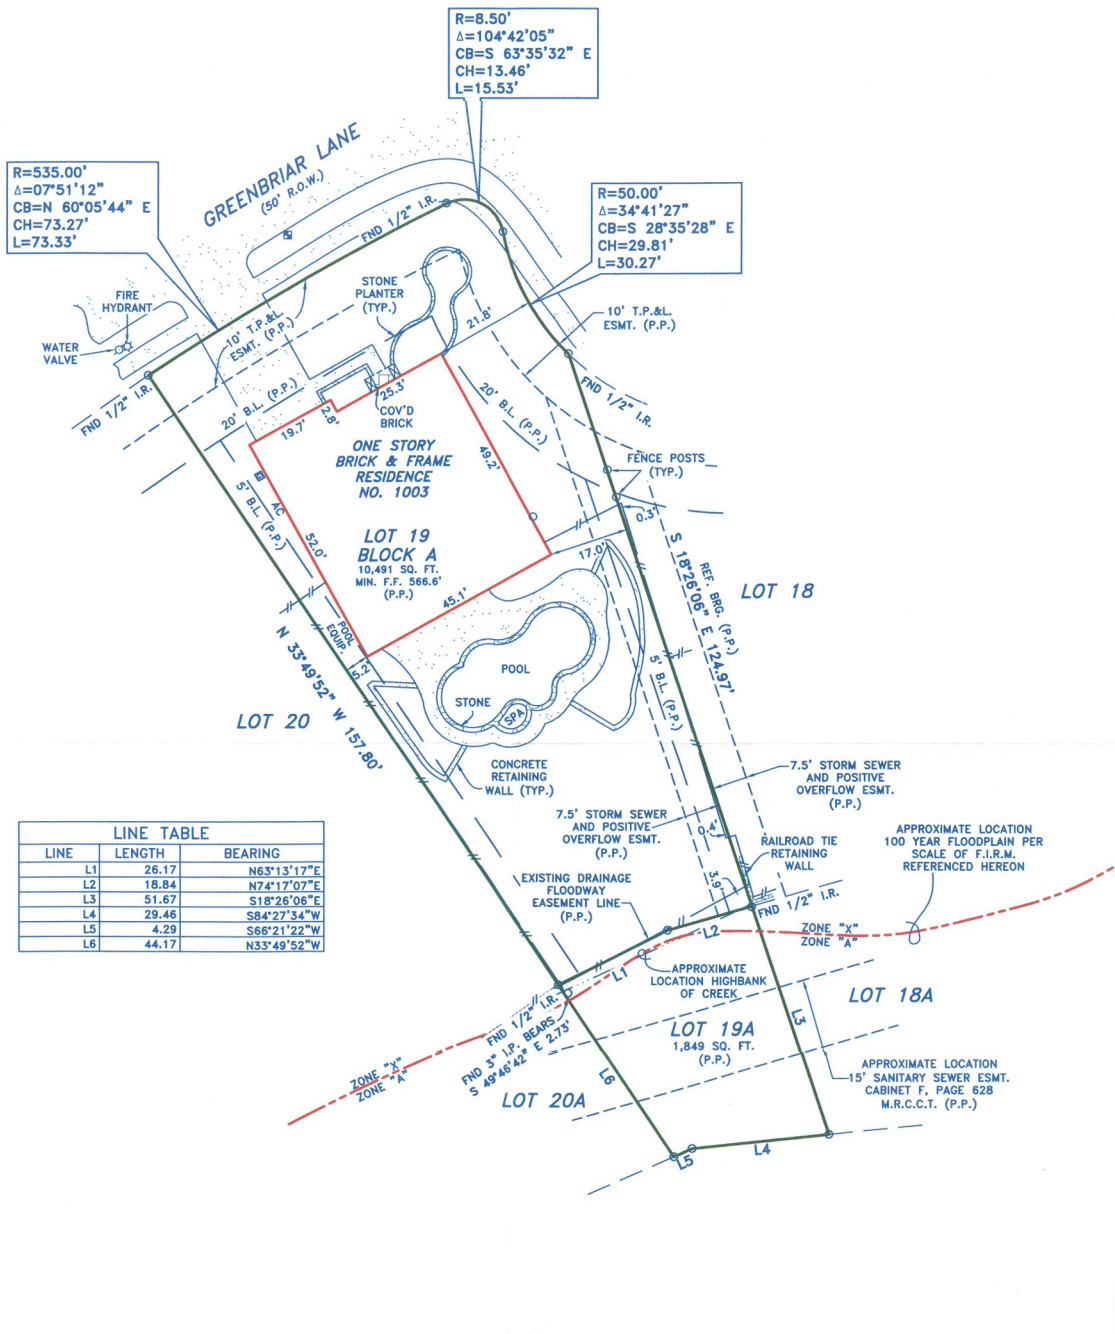 R=8.50'
Δ=104°42'05"
CB=S 63°35'32" E
CH=13.46'
L=15.53'
R=535.00'
Δ=07°51'12"
CB=N 60°05'44" E
CH=73.27'
L=73.33'
GREENBRIAR LANE
(50' R.O.W.)
R=50.00'
Δ=34°41'27"
CB=S 28°35'28" E
CH=29.81'
L=30.27'
FND 1/2" I.R.
FIRE
HYDRANT
WATER
VALVE
STONE
PLANTER
(TYP.)
10' T.P.&L.
ESMT. (P.P.)
21.8'
10' T.P.&L.
ESMT. (P.P.)
FND 1/2" I.R.
FND 1/2" I.R.
20' B.L. (P.P.)
20' B.L. (P.P.)
25.3'
COV'D
BRICK
2.8'
19.7'
49.2'
ONE STORY
BRICK & FRAME
RESIDENCE
NO. 1003
FENCE POSTS
(TYP.)
AC
5' B.L. (P.P.)
52.0'
LOT 19
BLOCK A
10,491 SQ. FT.
MIN. F.F. 566.6'
(P.P.)
0.3'
17.0'
45.1'
REF. BRG. (P.P.)
S 18°26'06" E 124.97'
LOT 18
POOL
EQUIP.
5.2'
N 33°49'52" W 157.80'
POOL
STONE
SPA
5' B.L. (P.P.)
LOT 20
CONCRETE
RETAINING
WALL (TYP.)
7.5' STORM SEWER
AND POSITIVE
OVERFLOW ESMT.
(P.P.)
7.5' STORM SEWER
AND POSITIVE
OVERFLOW ESMT.
(P.P.)
0.4'
RAILROAD TIE
RETAINING
WALL
APPROXIMATE LOCATION
100 YEAR FLOODPLAIN PER
SCALE OF F.I.R.M.
REFERENCED HEREON
LINE TABLE
LINE LENGTH BEARING
L1 26.17 N63°13'17"E
L2 18.84 N74°17'07"E
L3 51.67 S18°26'06"E
L4 29.46 S84°27'34"W
L5 4.29 S66°21'22"W
L6 44.17 N33°49'52"W
EXISTING DRAINAGE
FLOODWAY
EASEMENT LINE
(P.P.)
3.9'
FND 1/2" I.R.
L2
ZONE "X"
ZONE "A"
L1
APPROXIMATE
LOCATION HIGHBANK
OF CREEK
LOT 18A
FND 1/2" I.R.
FND 3" I.P. BEARS
S 49°46'42" E 2.73'
LOT 19A
1,849 SQ. FT.
(P.P.)
L3
ZONE "X"
ZONE "A"
L6
LOT 20A
APPROXIMATE LOCATION
15' SANITARY SEWER ESMT.
CABINET F, PAGE 628
M.R.C.C.T. (P.P.)
L5
L4